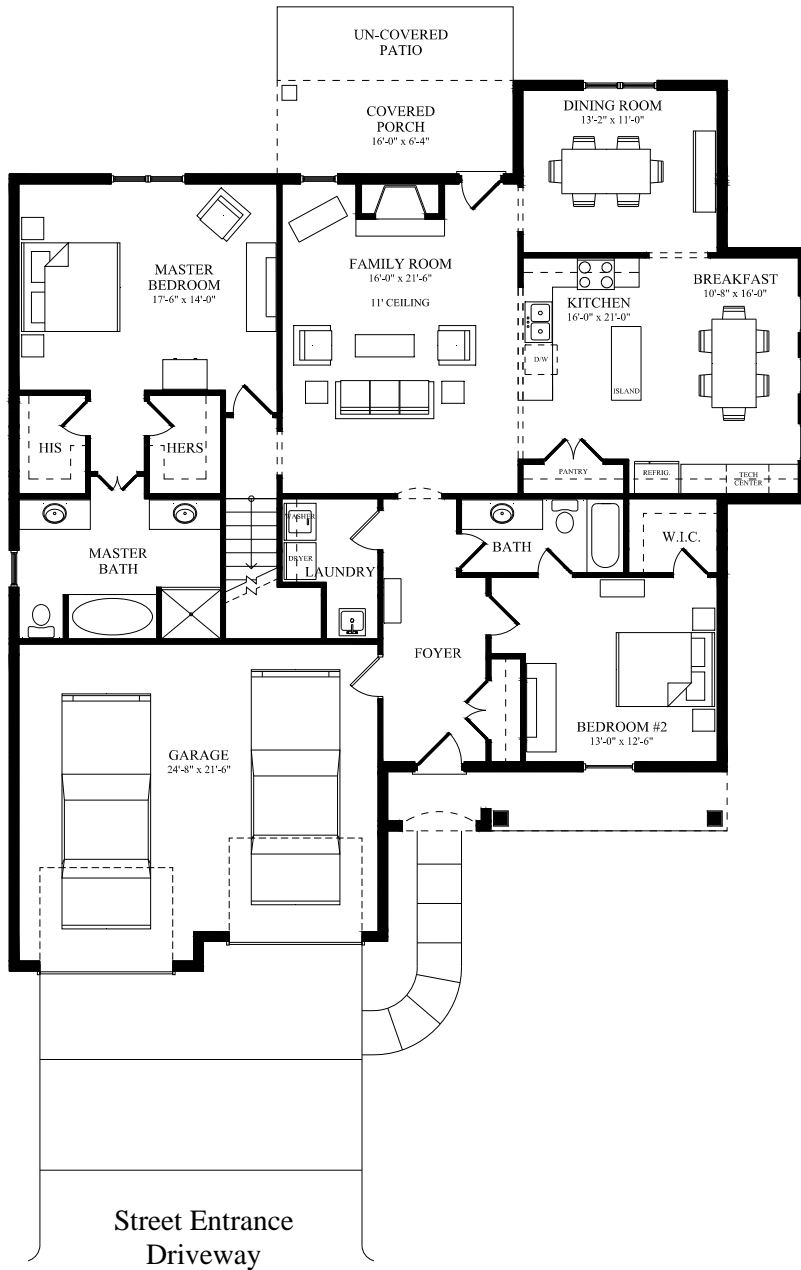 UN-COVERED
PATIO
COVERED
PORCH
16'-0" x 6'-4"
DINING ROOM
13'-2" x 11'-0"
MASTER
BEDROOM
17'-6" x 14'-0"
FAMILY ROOM
16'-0" x 21'-6"
11' CEILING
KITCHEN
16'-0" x 21'-0"
BREAKFAST
10'-8" x 16'-0"
D/W
ISLAND
HIS
HERS
PANTRY
REFRIG.
TECH
CENTER
MASTER
BATH
WASHER
DRYER
LAUNDRY
BATH
W.I.C.
FOYER
BEDROOM #2
13'-0" x 12'-6"
GARAGE
24'-8" x 21'-6"
Street Entrance
Driveway